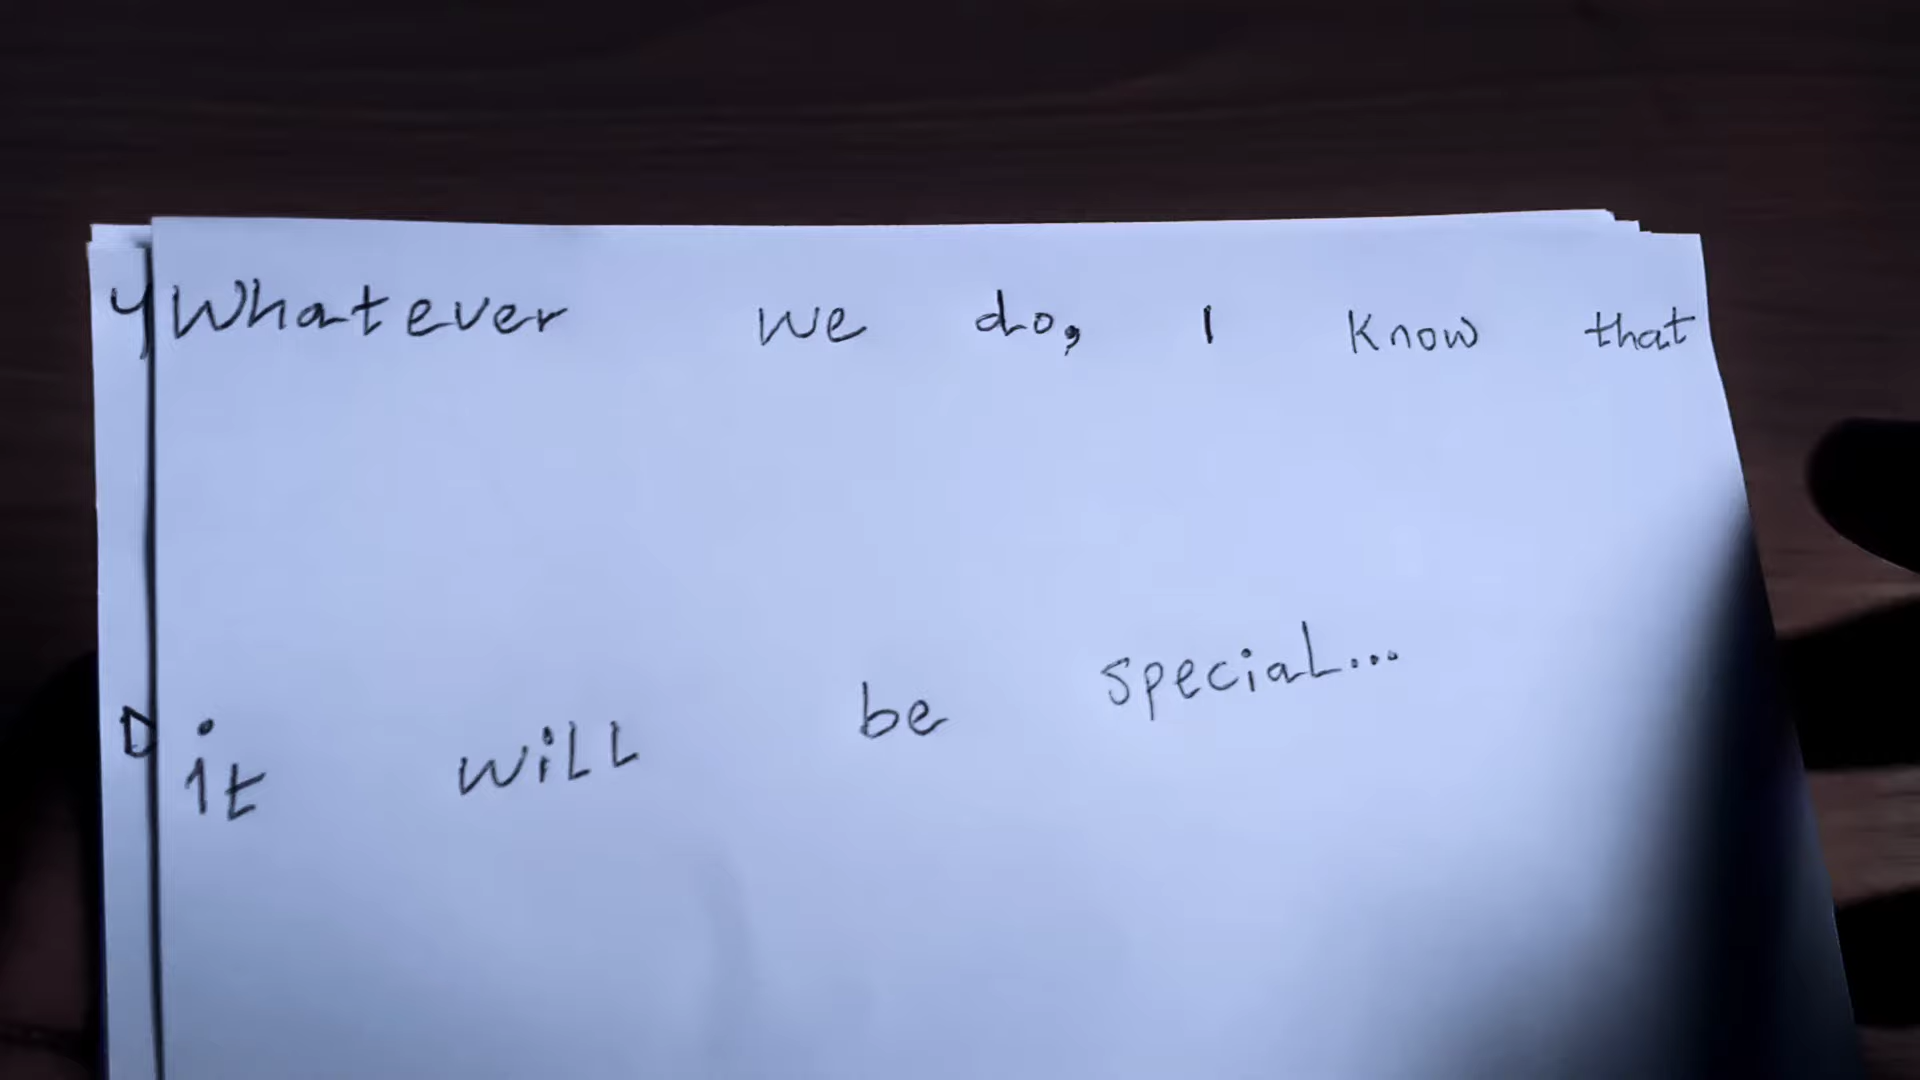 Whatever we do, I know that
it will be special...